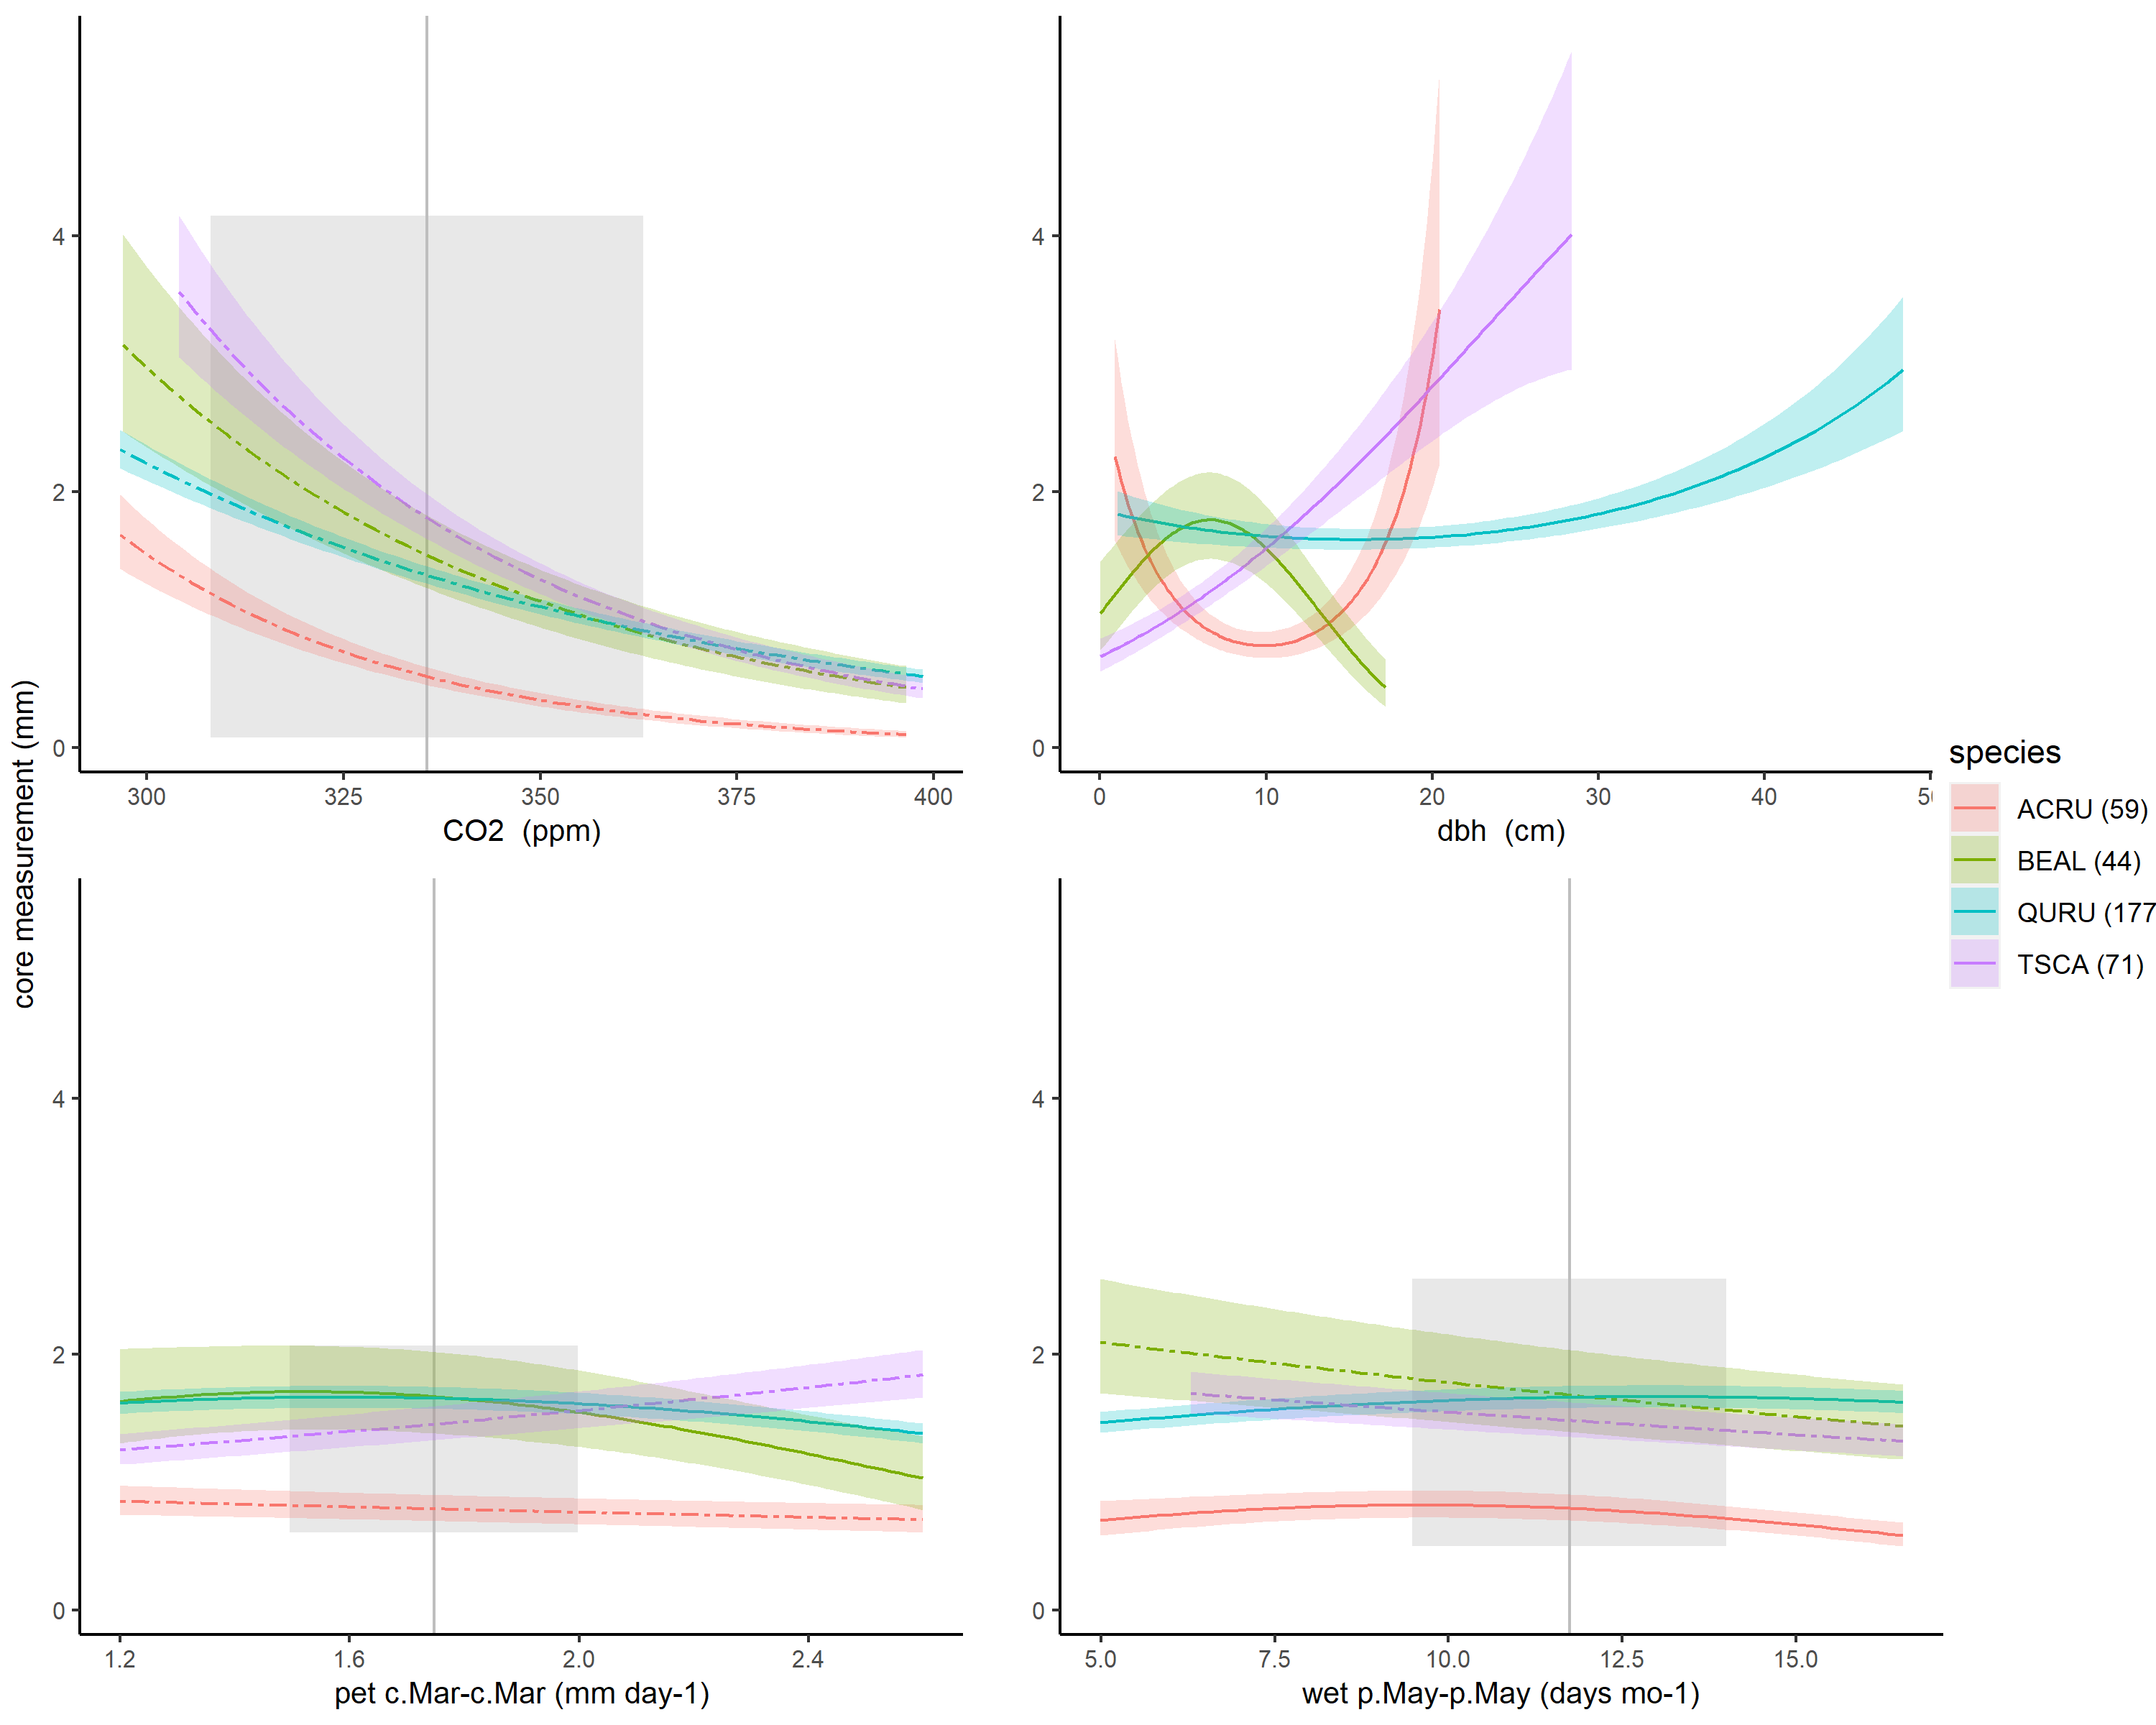 core measurement (mm)
4
2
0
300 325 350 375 400
CO2 (ppm)
4
2
0
0 10 20 30 40
dbh (cm)
4
2
0
1.2 1.6 2.0 2.4
pet c.Mar-c.Mar (mm day-1)
4
2
0
5.0 7.5 10.0 12.5 15.0
wet p.May-p.May (days mo-1)
species
ACRU (59)
BEAL (44)
QURU (177
TSCA (71)